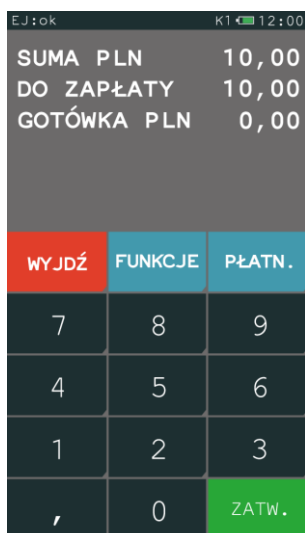 EJ:ok K1 12:00
SUMA PLN 10,00
DO ZAPŁATY 10,00
GOTÓWKA PLN 0,00
WYJDŹ FUNKCJE PŁATN.
7 8 9
4 5 6
1 2 3
, 0 ZATW.